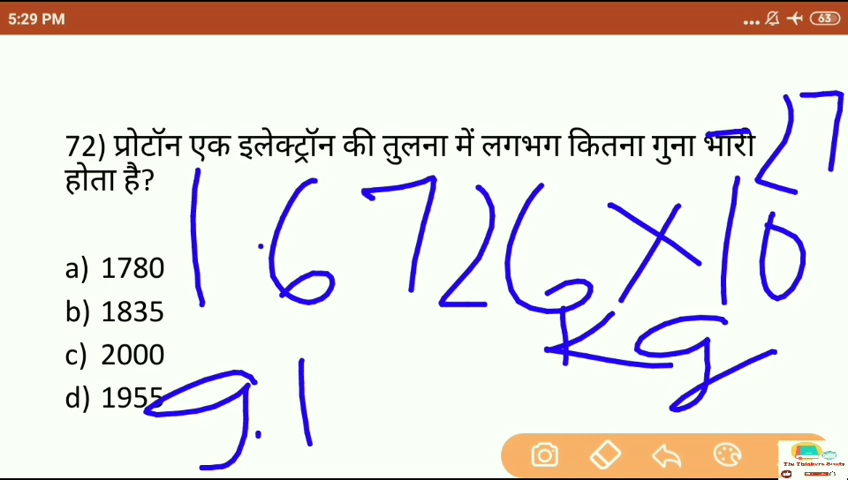 5:29 PM
63
72) प्रोटॉन एक इलेक्ट्रॉन की तुलना में लगभग कितना गुना भारी
होता है?
1.6726×10⁻²⁷
kg
a) 1780
b) 1835
c) 2000
d) 1955
9.1